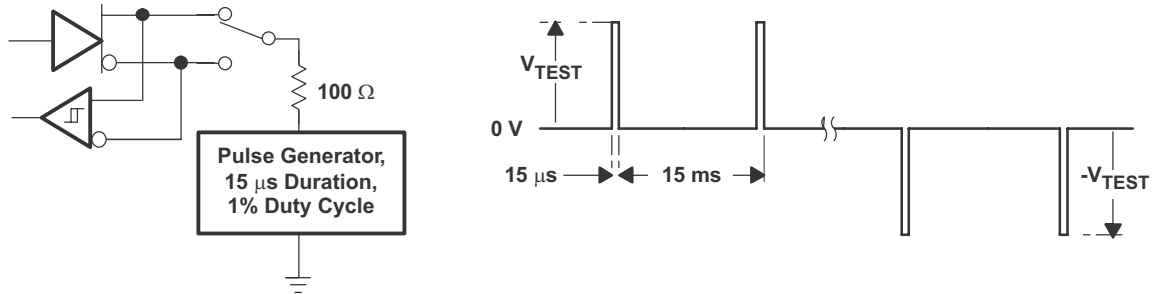 100 Ω
Pulse Generator,
15 μs Duration,
1% Duty Cycle
V_TEST
0 V
15 μs
15 ms
-V_TEST